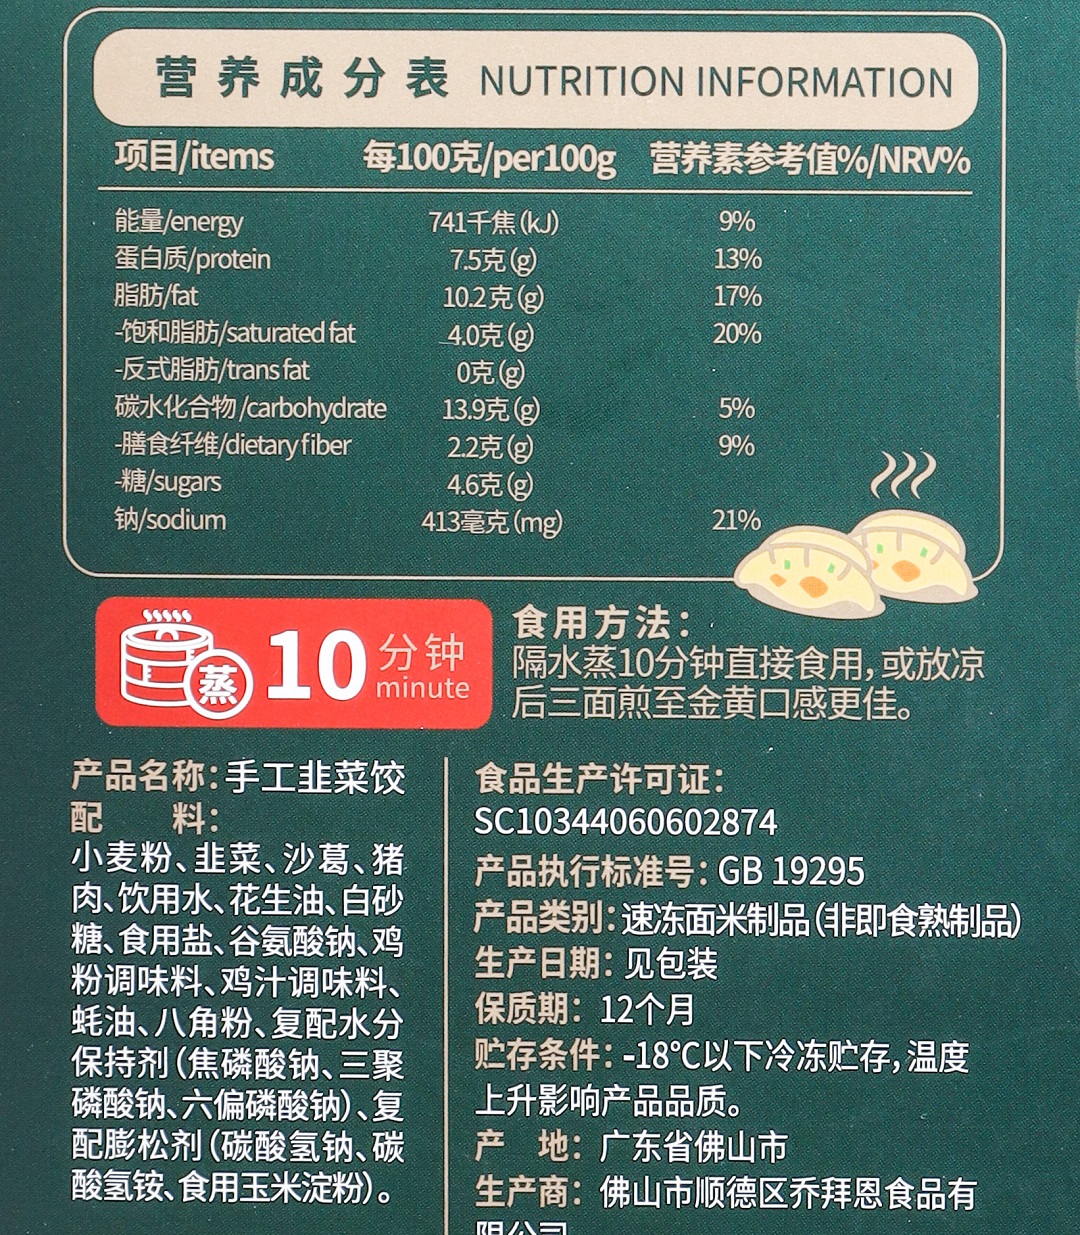 营养成分表 NUTRITION INFORMATION
项目/items 每100克/per100g 营养素参考值%/NRV%
能量/energy 741千焦(kJ) 9%
蛋白质/protein 7.5克(g) 13%
脂肪/fat 10.2克(g) 17%
-饱和脂肪/saturated fat 4.0克(g) 20%
-反式脂肪/trans fat 0克(g)
碳水化合物/carbohydrate 13.9克(g) 5%
-膳食纤维/dietary fiber 2.2克(g) 9%
-糖/sugars 4.6克(g)
钠/sodium 413毫克(mg) 21%
蒸 10 分钟
minute
食用方法：
隔水蒸10分钟直接食用，或放凉
后三面煎至金黄口感更佳。
产品名称：手工韭菜饺
配 料：
小麦粉、韭菜、沙葛、猪
肉、饮用水、花生油、白砂
糖、食用盐、谷氨酸钠、鸡
粉调味料、鸡汁调味料、
蚝油、八角粉、复配水分
保持剂（焦磷酸钠、三聚
磷酸钠、六偏磷酸钠）、复
配膨松剂（碳酸氢钠、碳
酸氢铵、食用玉米淀粉）。
食品生产许可证：
SC10344060602874
产品执行标准号：GB 19295
产品类别：速冻面米制品（非即食熟制品）
生产日期：见包装
保质期：12个月
贮存条件：-18℃以下冷冻贮存，温度
上升影响产品品质。
产 地：广东省佛山市
生产商：佛山市顺德区乔拜恩食品有
限公司